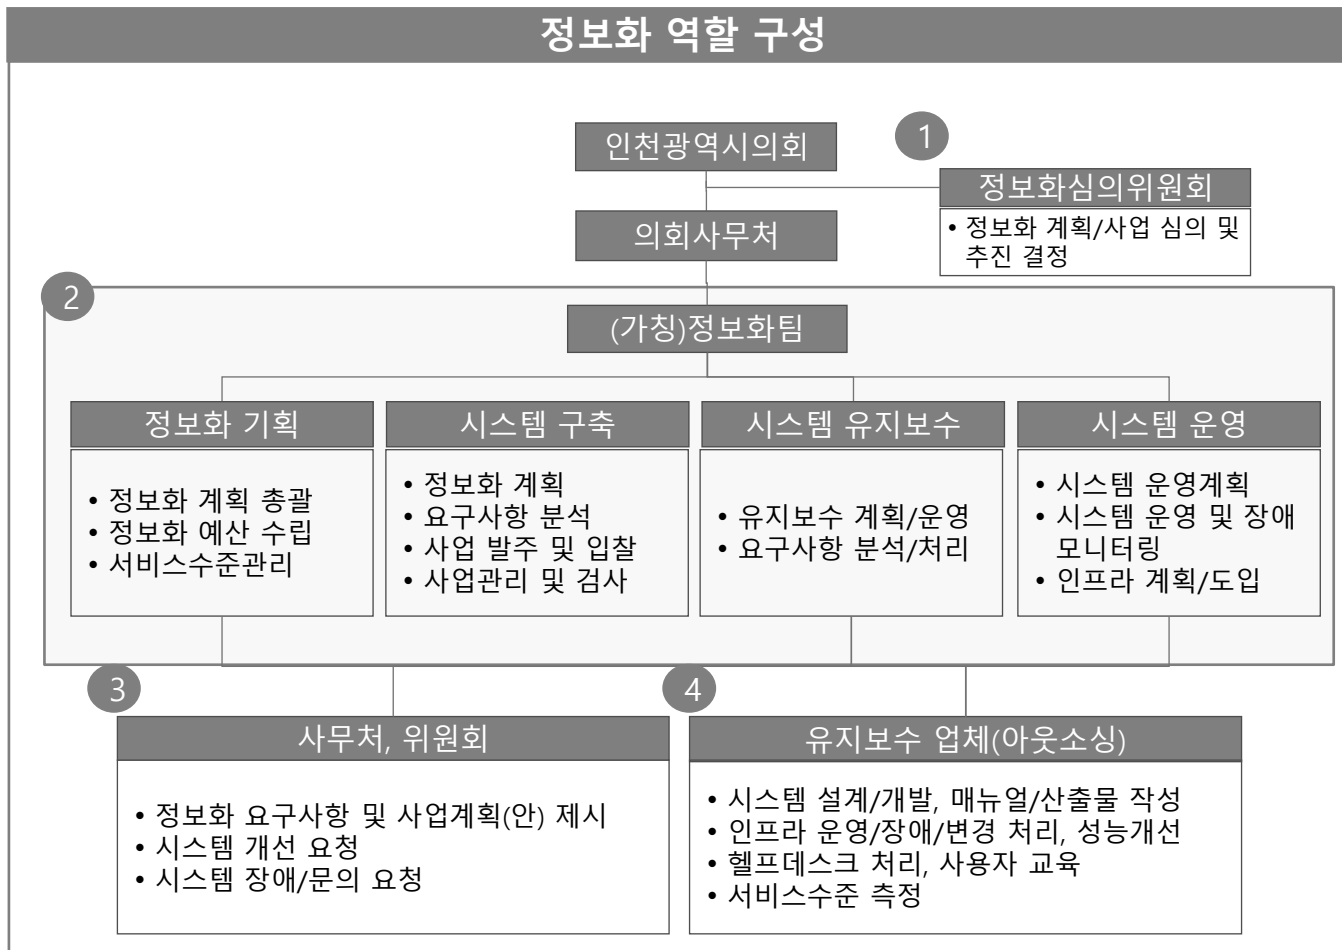 정보화 역할 구성
인천광역시의회
1
정보화심의위원회
• 정보화 계획/사업 심의 및
추진 결정
의회사무처
2
(가칭)정보화팀
정보화 기획
• 정보화 계획 총괄
• 정보화 예산 수립
• 서비스수준관리
시스템 구축
• 정보화 계획
• 요구사항 분석
• 사업 발주 및 입찰
• 사업관리 및 검사
시스템 유지보수
• 유지보수 계획/운영
• 요구사항 분석/처리
시스템 운영
• 시스템 운영계획
• 시스템 운영 및 장애
모니터링
• 인프라 계획/도입
3
사무처, 위원회
• 정보화 요구사항 및 사업계획(안) 제시
• 시스템 개선 요청
• 시스템 장애/문의 요청
4
유지보수 업체(아웃소싱)
• 시스템 설계/개발, 매뉴얼/산출물 작성
• 인프라 운영/장애/변경 처리, 성능개선
• 헬프데스크 처리, 사용자 교육
• 서비스수준 측정